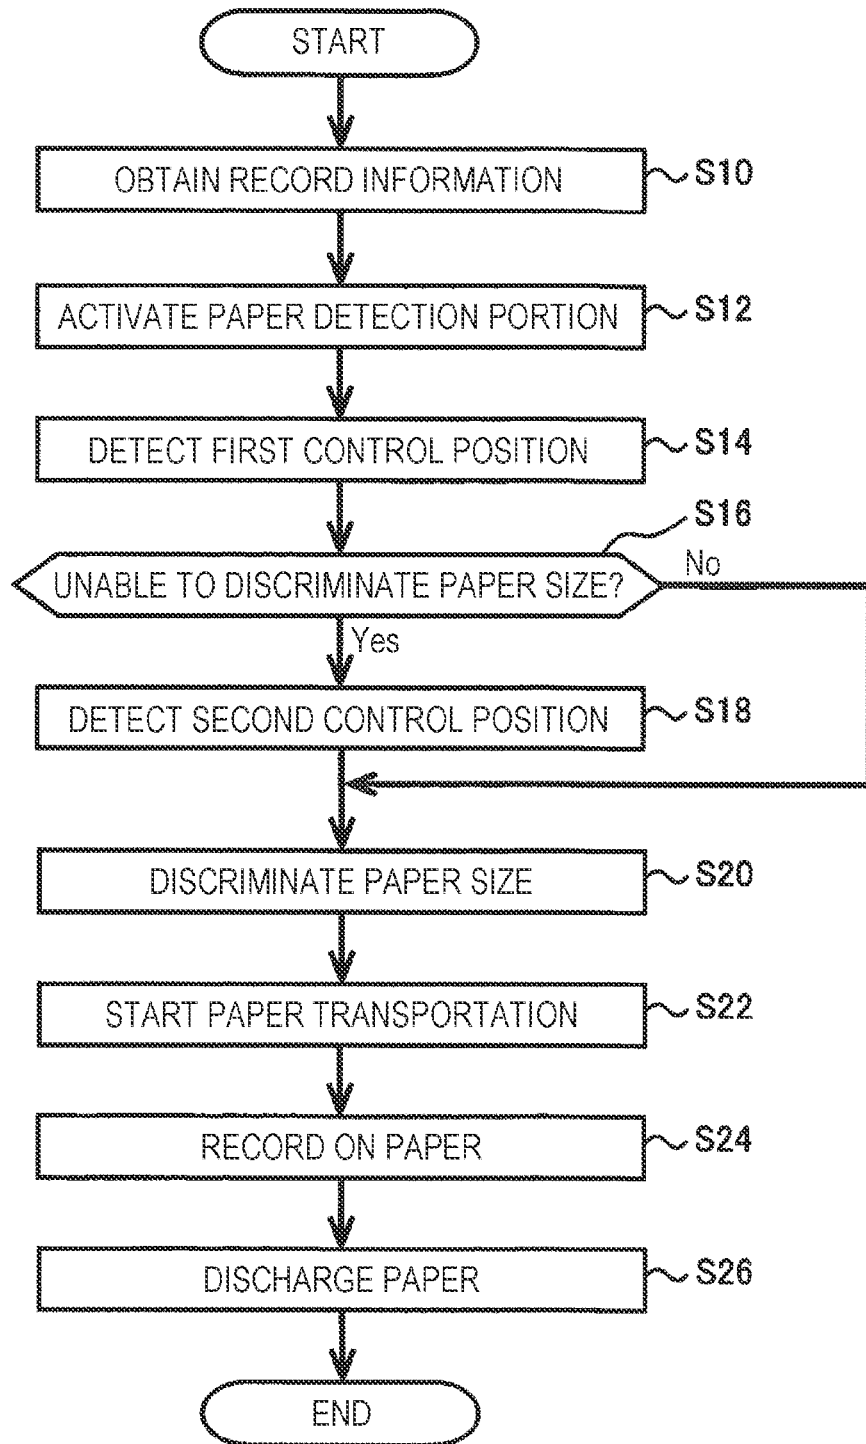 START
OBTAIN RECORD INFORMATION
S10
ACTIVATE PAPER DETECTION PORTION
S12
DETECT FIRST CONTROL POSITION
S14
S16
UNABLE TO DISCRIMINATE PAPER SIZE?
No
Yes
DETECT SECOND CONTROL POSITION
S18
DISCRIMINATE PAPER SIZE
S20
START PAPER TRANSPORTATION
S22
RECORD ON PAPER
S24
DISCHARGE PAPER
S26
END